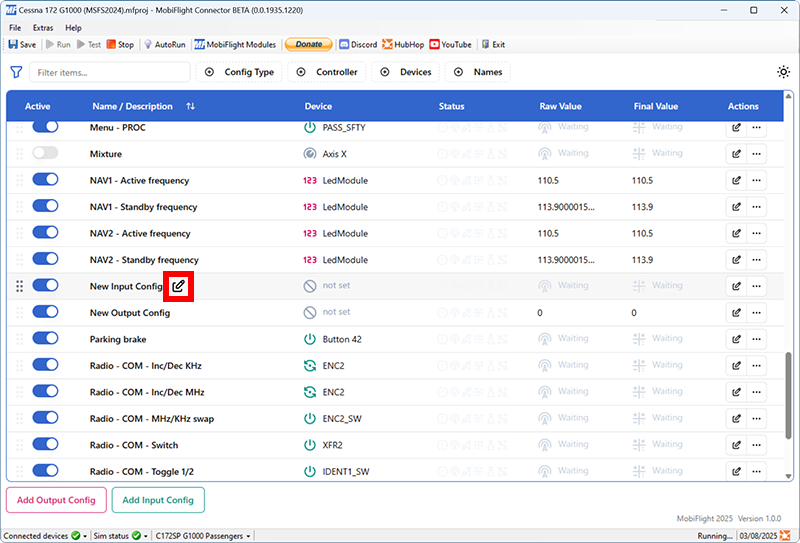 MF Cessna 172 G1000 (MSFS2024).mfproj - MobiFlight Connector BETA (0.0.1935.1220)
File Extras Help
Save Run Test Stop AutoRun MF MobiFlight Modules Donate Discord HubHop YouTube Exit
Filter items... Config Type Controller Devices Names
Active Name / Description Device Status Raw Value Final Value Actions
Menu - PROC PASS_SFTY Waiting Waiting
Mixture Axis X Waiting Waiting
NAV1 - Active frequency 123 LedModule 110.5 110.5
NAV1 - Standby frequency 123 LedModule 113.9000015... 113.9
NAV2 - Active frequency 123 LedModule 110.5 110.5
NAV2 - Standby frequency 123 LedModule 113.9000015... 113.9
New Input Config not set Waiting Waiting
New Output Config not set 0 0
Parking brake Button 42 Waiting Waiting
Radio - COM - Inc/Dec KHz ENC2 Waiting Waiting
Radio - COM - Inc/Dec MHz ENC2 Waiting Waiting
Radio - COM - MHz/KHz swap ENC2_SW Waiting Waiting
Radio - COM - Switch XFR2 Waiting Waiting
Radio - COM - Toggle 1/2 IDENT1_SW Waiting Waiting
Add Output Config Add Input Config
MobiFlight 2025 Version 1.0.0
Connected devices Sim status C172SP G1000 Passengers Running... 03/08/2025